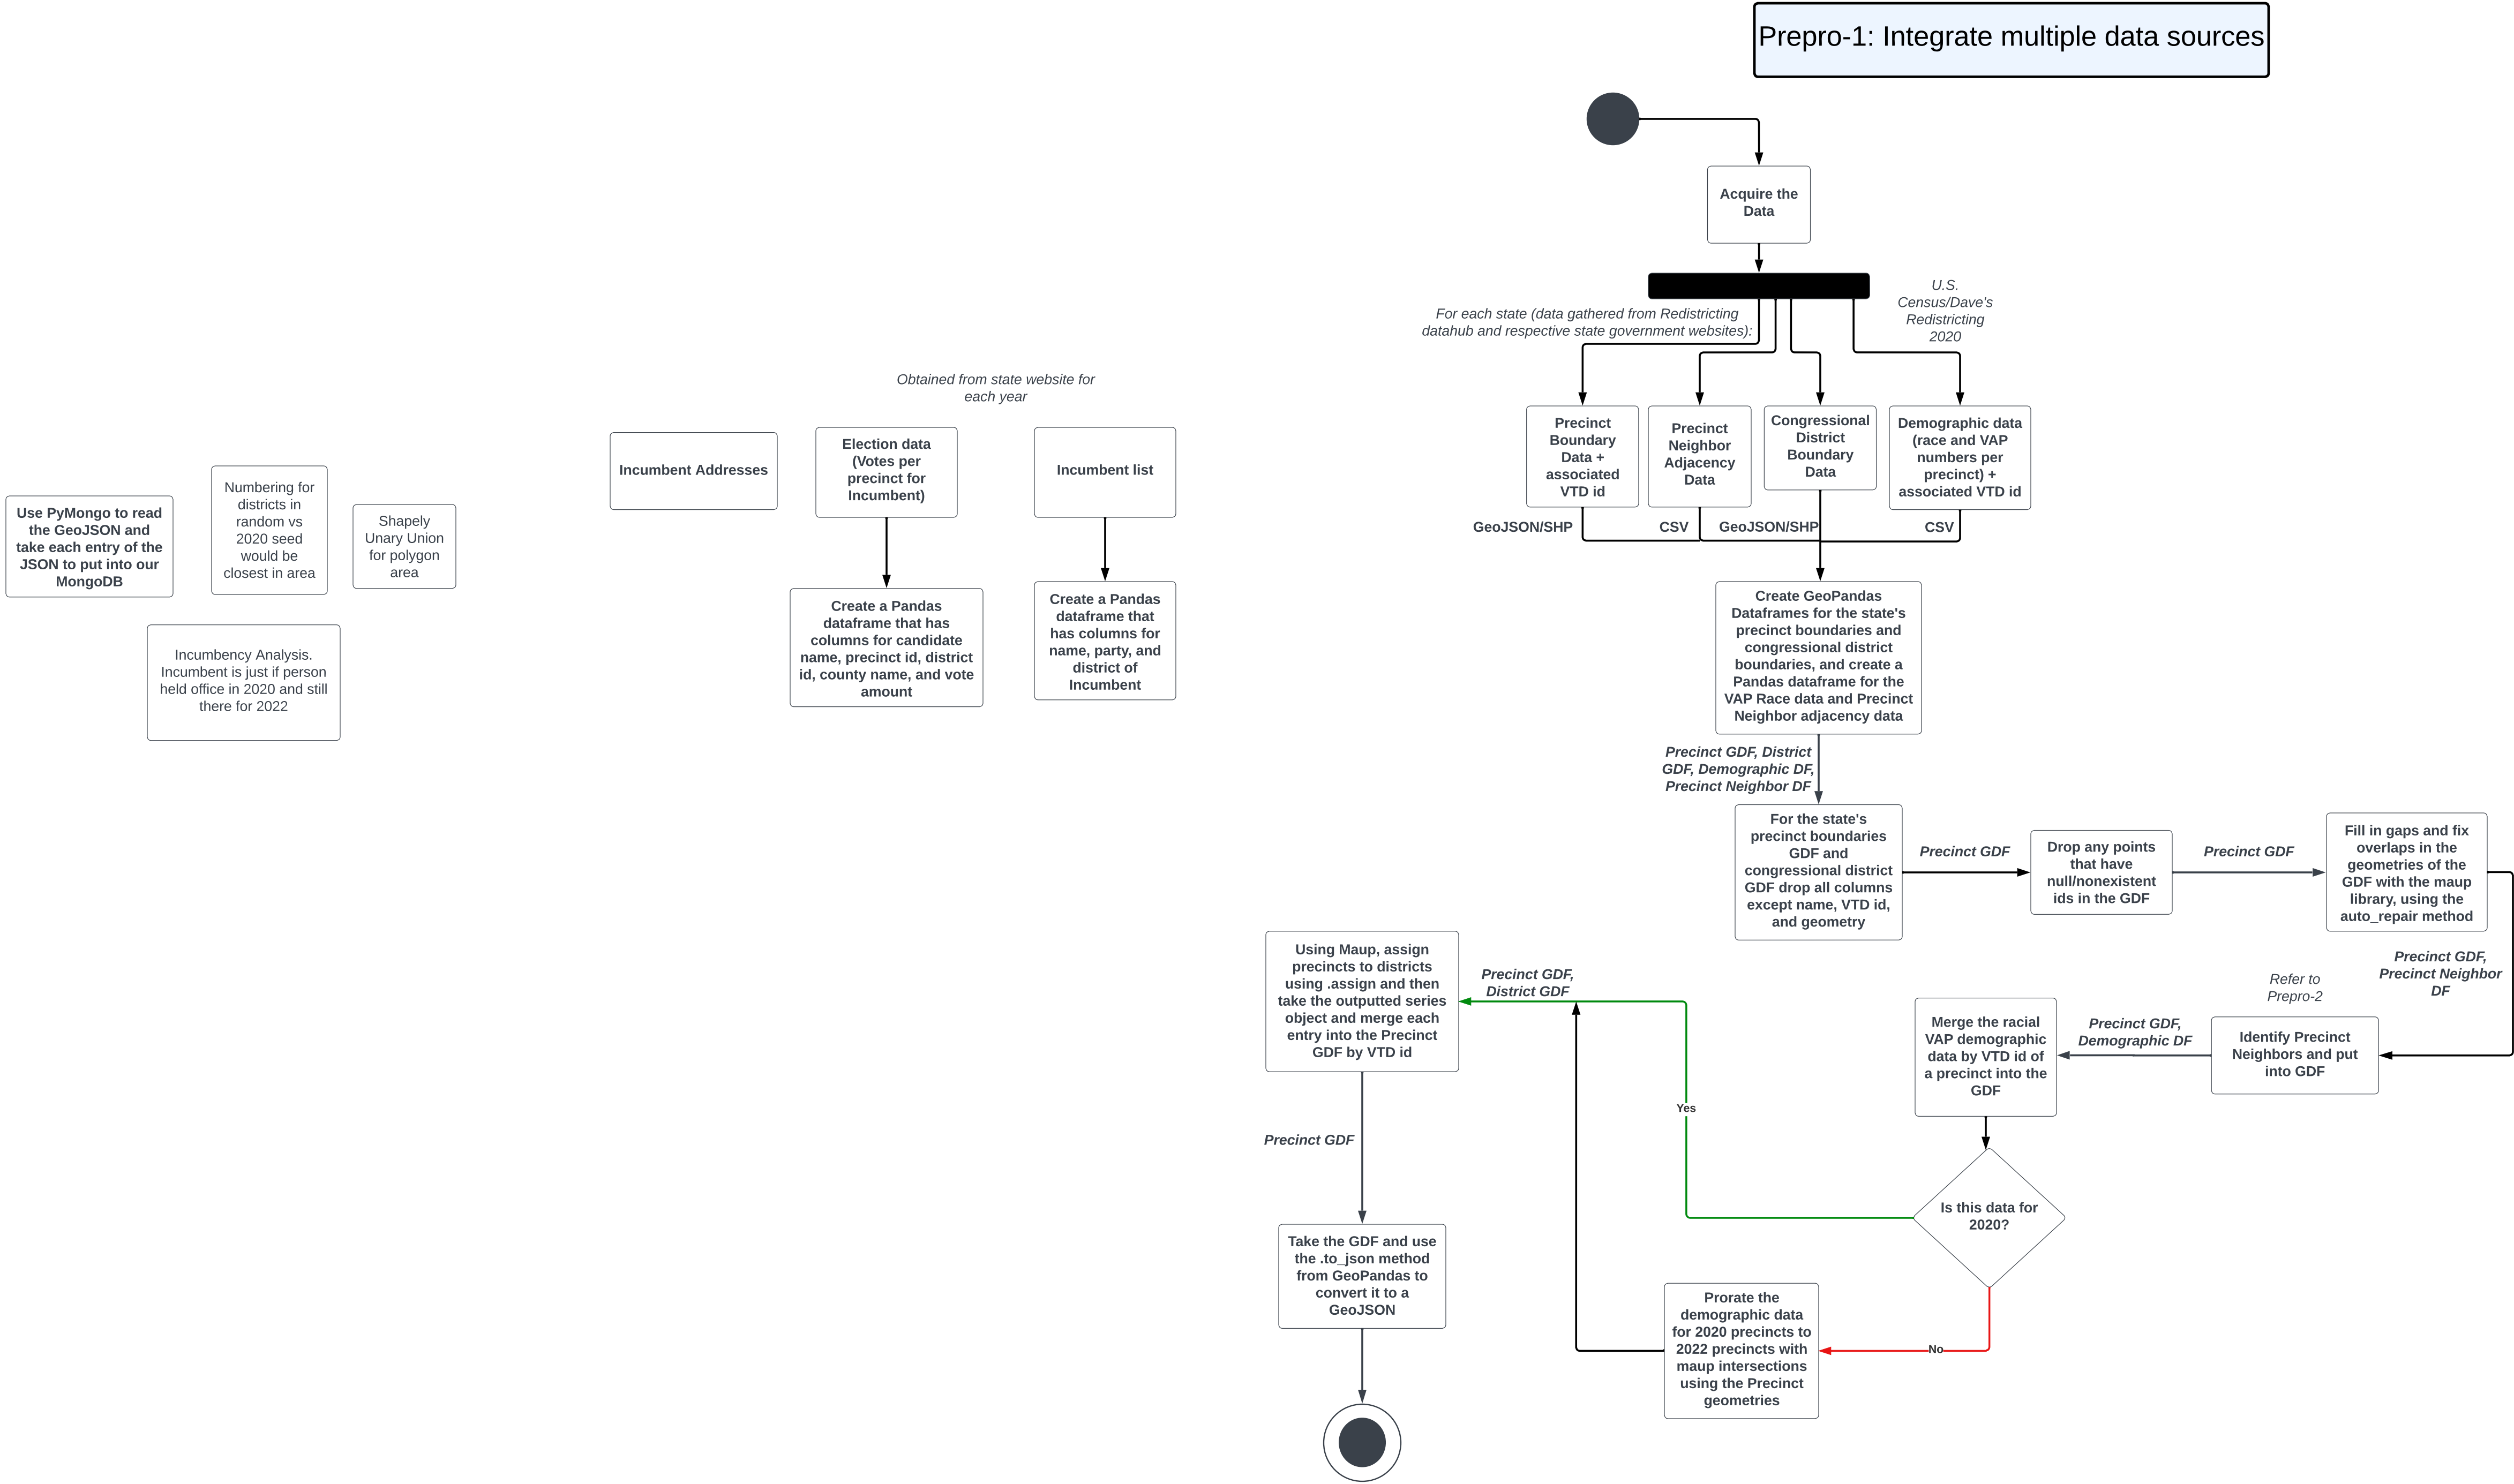 Prepro-1: Integrate multiple data sources
Acquire the
Data
For each state (data gathered from Redistricting
datahub and respective state government websites):
U.S.
Census/Dave's
Redistricting
2020
Precinct
Boundary
Data +
associated
VTD id
Precinct
Neighbor
Adjacency
Data
Congressional
District
Boundary
Data
Demographic data
(race and VAP
numbers per
precinct) +
associated VTD id
GeoJSON/SHP
CSV
GeoJSON/SHP
CSV
Obtained from state website for
each year
Incumbent Addresses
Election data
(Votes per
precinct for
Incumbent)
Incumbent list
Use PyMongo to read
the GeoJSON and
take each entry of the
JSON to put into our
MongoDB
Numbering for
districts in
random vs
2020 seed
would be
closest in area
Shapely
Unary Union
for polygon
area
Incumbency Analysis.
Incumbent is just if person
held office in 2020 and still
there for 2022
Create a Pandas
dataframe that has
columns for candidate
name, precinct id, district
id, county name, and vote
amount
Create a Pandas
dataframe that
has columns for
name, party, and
district of
Incumbent
Create GeoPandas
Dataframes for the state's
precinct boundaries and
congressional district
boundaries, and create a
Pandas dataframe for the
VAP Race data and Precinct
Neighbor adjacency data
Precinct GDF, District
GDF, Demographic DF,
Precinct Neighbor DF
For the state's
precinct boundaries
GDF and
congressional district
GDF drop all columns
except name, VTD id,
and geometry
Precinct GDF
Drop any points
that have
null/nonexistent
ids in the GDF
Precinct GDF
Fill in gaps and fix
overlaps in the
geometries of the
GDF with the maup
library, using the
auto_repair method
Precinct GDF,
Precinct Neighbor
DF
Refer to
Prepro-2
Identify Precinct
Neighbors and put
into GDF
Precinct GDF,
Demographic DF
Merge the racial
VAP demographic
data by VTD id of
a precinct into the
GDF
Is this data for
2020?
Yes
No
Prorate the
demographic data
for 2020 precincts to
2022 precincts with
maup intersections
using the Precinct
geometries
Precinct GDF,
District GDF
Using Maup, assign
precincts to districts
using .assign and then
take the outputted series
object and merge each
entry into the Precinct
GDF by VTD id
Precinct GDF
Take the GDF and use
the .to_json method
from GeoPandas to
convert it to a
GeoJSON